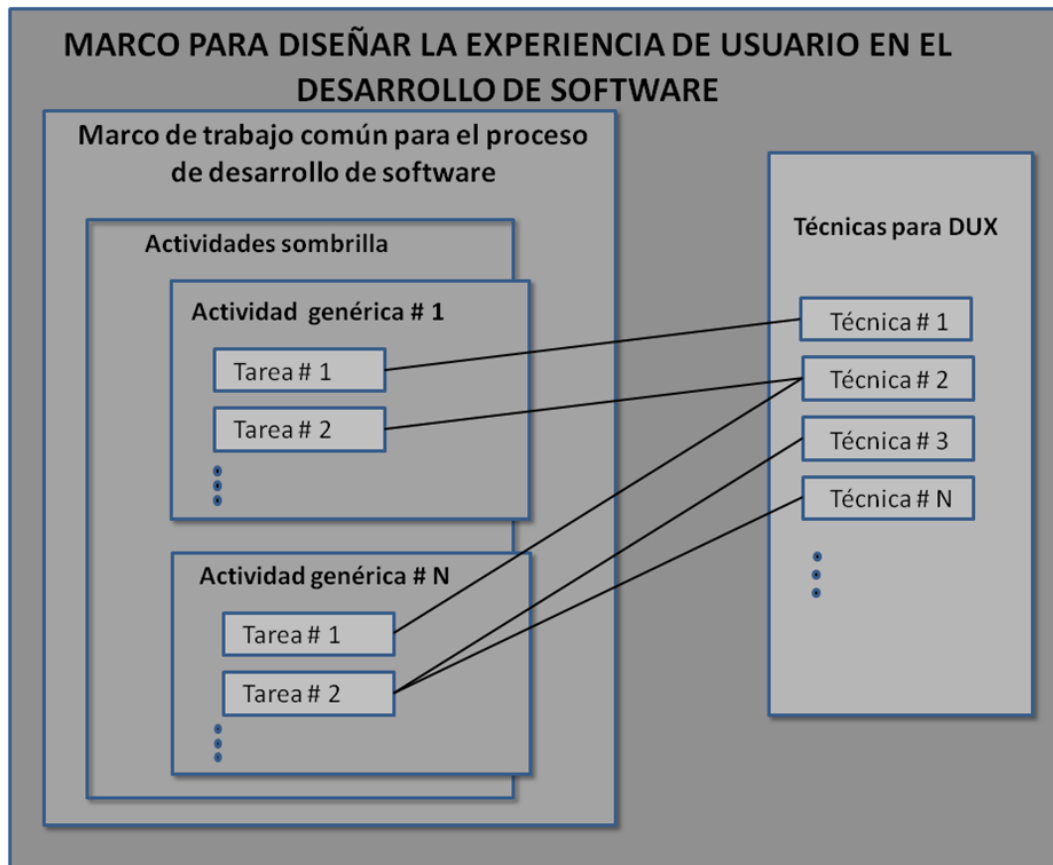 MARCO PARA DISEÑAR LA EXPERIENCIA DE USUARIO EN EL
DESARROLLO DE SOFTWARE
Marco de trabajo común para el proceso
de desarrollo de software
Actividades sombrilla
Actividad genérica # 1
Tarea # 1
Tarea # 2
Actividad genérica # N
Tarea # 1
Tarea # 2
Técnicas para DUX
Técnica # 1
Técnica # 2
Técnica # 3
Técnica # N